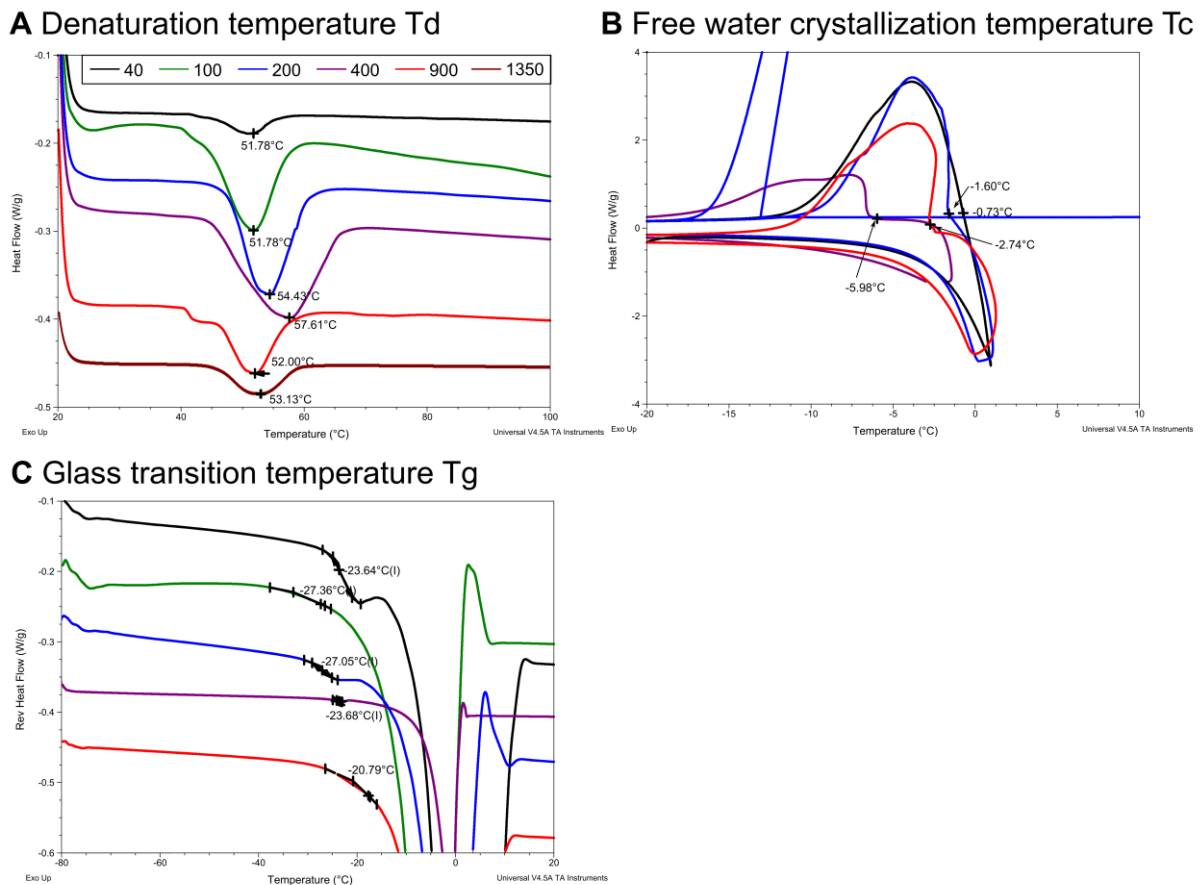 A Denaturation temperature Td
-0.1
40 100 200 400 900 1350
-0.2
51.78°C
Heat Flow (W/g)
-0.3
51.78°C
54.43°C
57.61°C
-0.4
52.00°C
53.13°C
-0.5
20 40 60 80 100
Exo Up Temperature (°C) Universal V4.5A TA Instruments
B Free water crystallization temperature Tc
4
2
-1.60°C
-0.73°C
Heat Flow (W/g)
0
-2.74°C
-5.98°C
-2
-4
-20 -15 -10 -5 0 5 10
Exo Up Temperature (°C) Universal V4.5A TA Instruments
C Glass transition temperature Tg
-0.1
-0.2
-23.64°C(I)
-27.36°C(I)
-0.3
-27.05°C(I)
Rev Heat Flow (W/g)
-0.4
-23.68°C(I)
-20.79°C
-0.5
-0.6
-80 -60 -40 -20 0 20
Exo Up Temperature (°C) Universal V4.5A TA Instruments